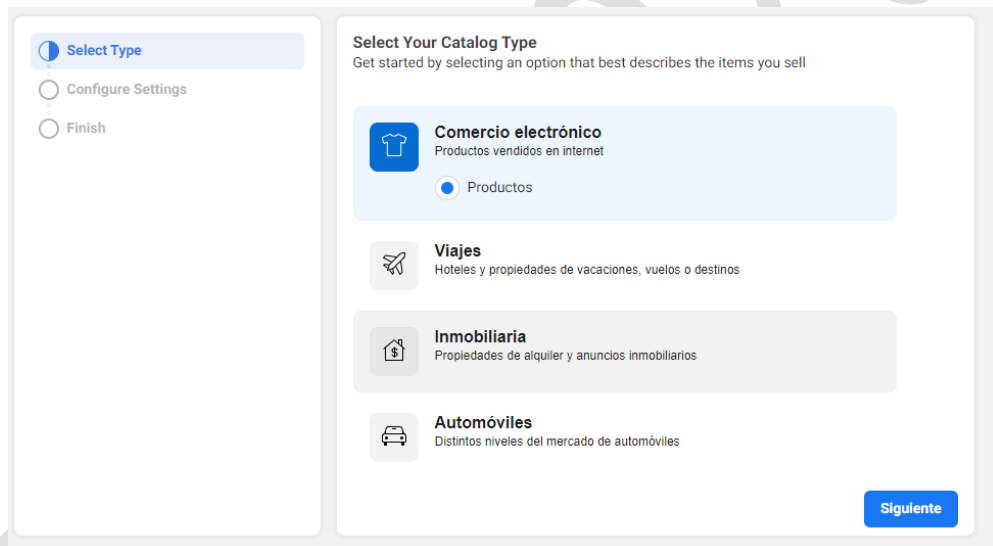 Select Type
Configure Settings
Finish
Select Your Catalog Type
Get started by selecting an option that best describes the items you sell
Comercio electrónico
Productos vendidos en internet
Productos
Viajes
Hoteles y propiedades de vacaciones, vuelos o destinos
Inmobiliaria
Propiedades de alquiler y anuncios inmobiliarios
Automóviles
Distintos niveles del mercado de automóviles
Siguiente